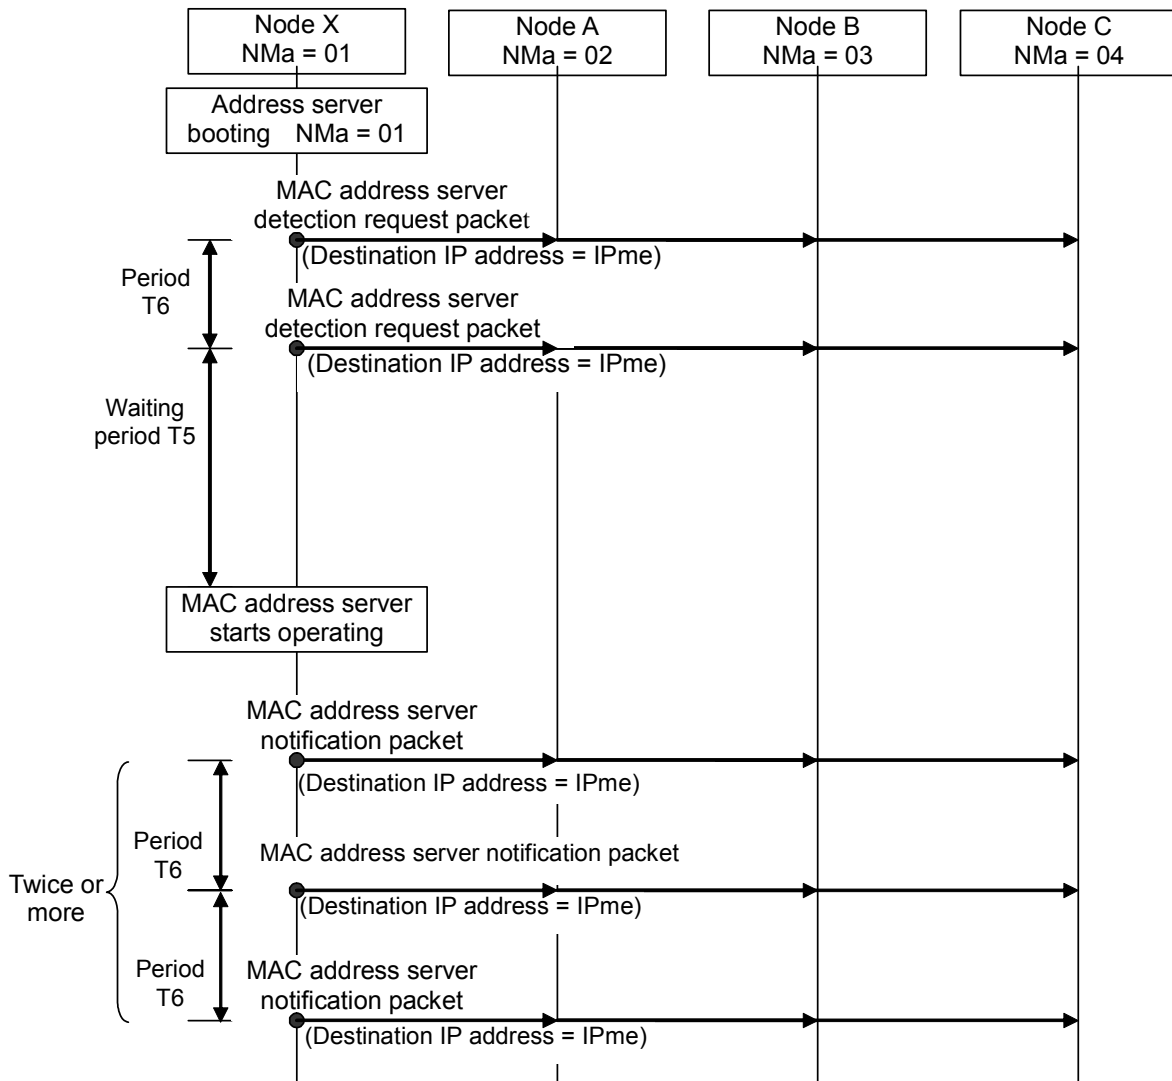 Node X
NMa = 01
Node A
NMa = 02
Node B
NMa = 03
Node C
NMa = 04
Address server
booting NMa = 01
MAC address server
detection request packet
(Destination IP address = IPme)
Period
T6
MAC address server
detection request packet
(Destination IP address = IPme)
Waiting
period T5
MAC address server
starts operating
MAC address server
notification packet
(Destination IP address = IPme)
Period
T6
MAC address server notification packet
Twice or
more
(Destination IP address = IPme)
Period
T6
MAC address server
notification packet
(Destination IP address = IPme)